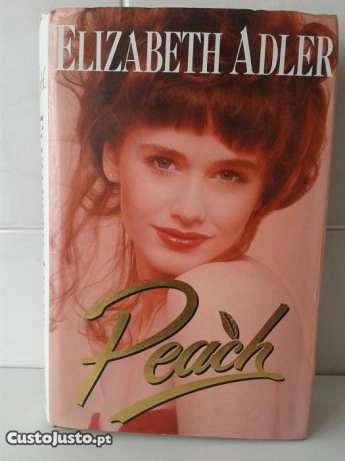 ELIZABETH ADLER
Peach
CustoJusto.pt